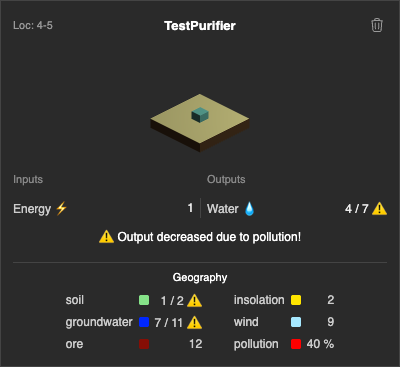 Loc: 4-5 TestPurifier
Inputs Outputs
Energy ⚡ 1 Water 💧 4 / 7 ⚠️
⚠️ Output decreased due to pollution!
Geography
soil 1 / 2 ⚠️ insolation 2
groundwater 7 / 11 ⚠️ wind 9
ore 12 pollution 40 %